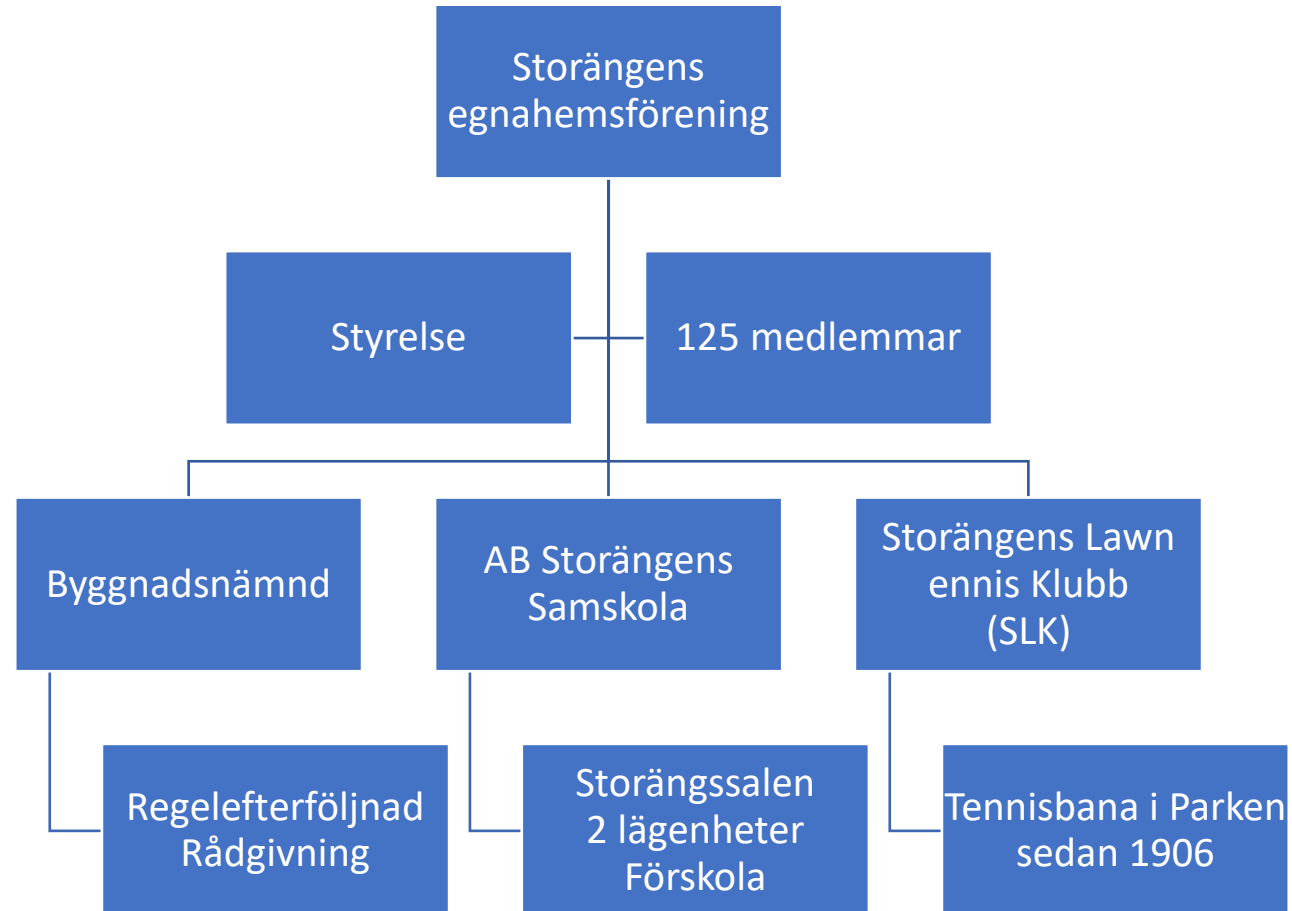 Storängens
egnahemsförening
Styrelse
125 medlemmar
Byggnadsnämnd
AB Storängens
Samskola
Storängens Lawn
ennis Klubb
(SLK)
Regelefterföljnad
Rådgivning
Storängssalen
2 lägenheter
Förskola
Tennisbana i Parken
sedan 1906